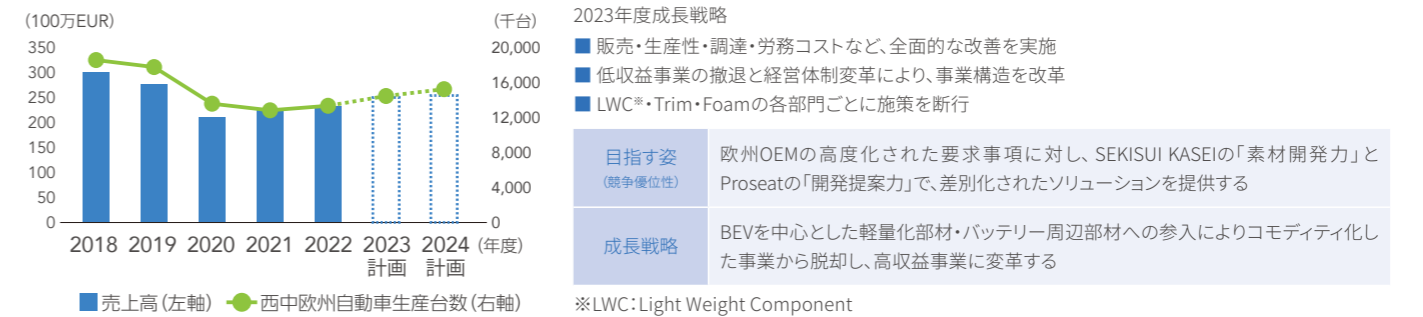 (100万EUR)
(千台)
350
300
250
200
150
100
50
0
20,000
16,000
12,000
8,000
4,000
0
2018 2019 2020 2021 2022 2023 2024 (年度)
計画 計画
売上高(左軸) 西中欧州自動車生産台数(右軸)
2023年度成長戦略
■ 販売・生産性・調達・労務コストなど、全面的な改善を実施
■ 低収益事業の撤退と経営体制変革により、事業構造を改革
■ LWC※・Trim・Foamの各部門ごとに施策を断行
目指す姿
(競争優位性)
欧州OEMの高度化された要求事項に対し、SEKISUI KASEIの「素材開発力」と
Proseatの「開発提案力」で、差別化されたソリューションを提供する
成長戦略
BEVを中心とした軽量化部材・バッテリー周辺部材への参入によりコモディティ化し
た事業から脱却し、高収益事業に変革する
※LWC:Light Weight Component